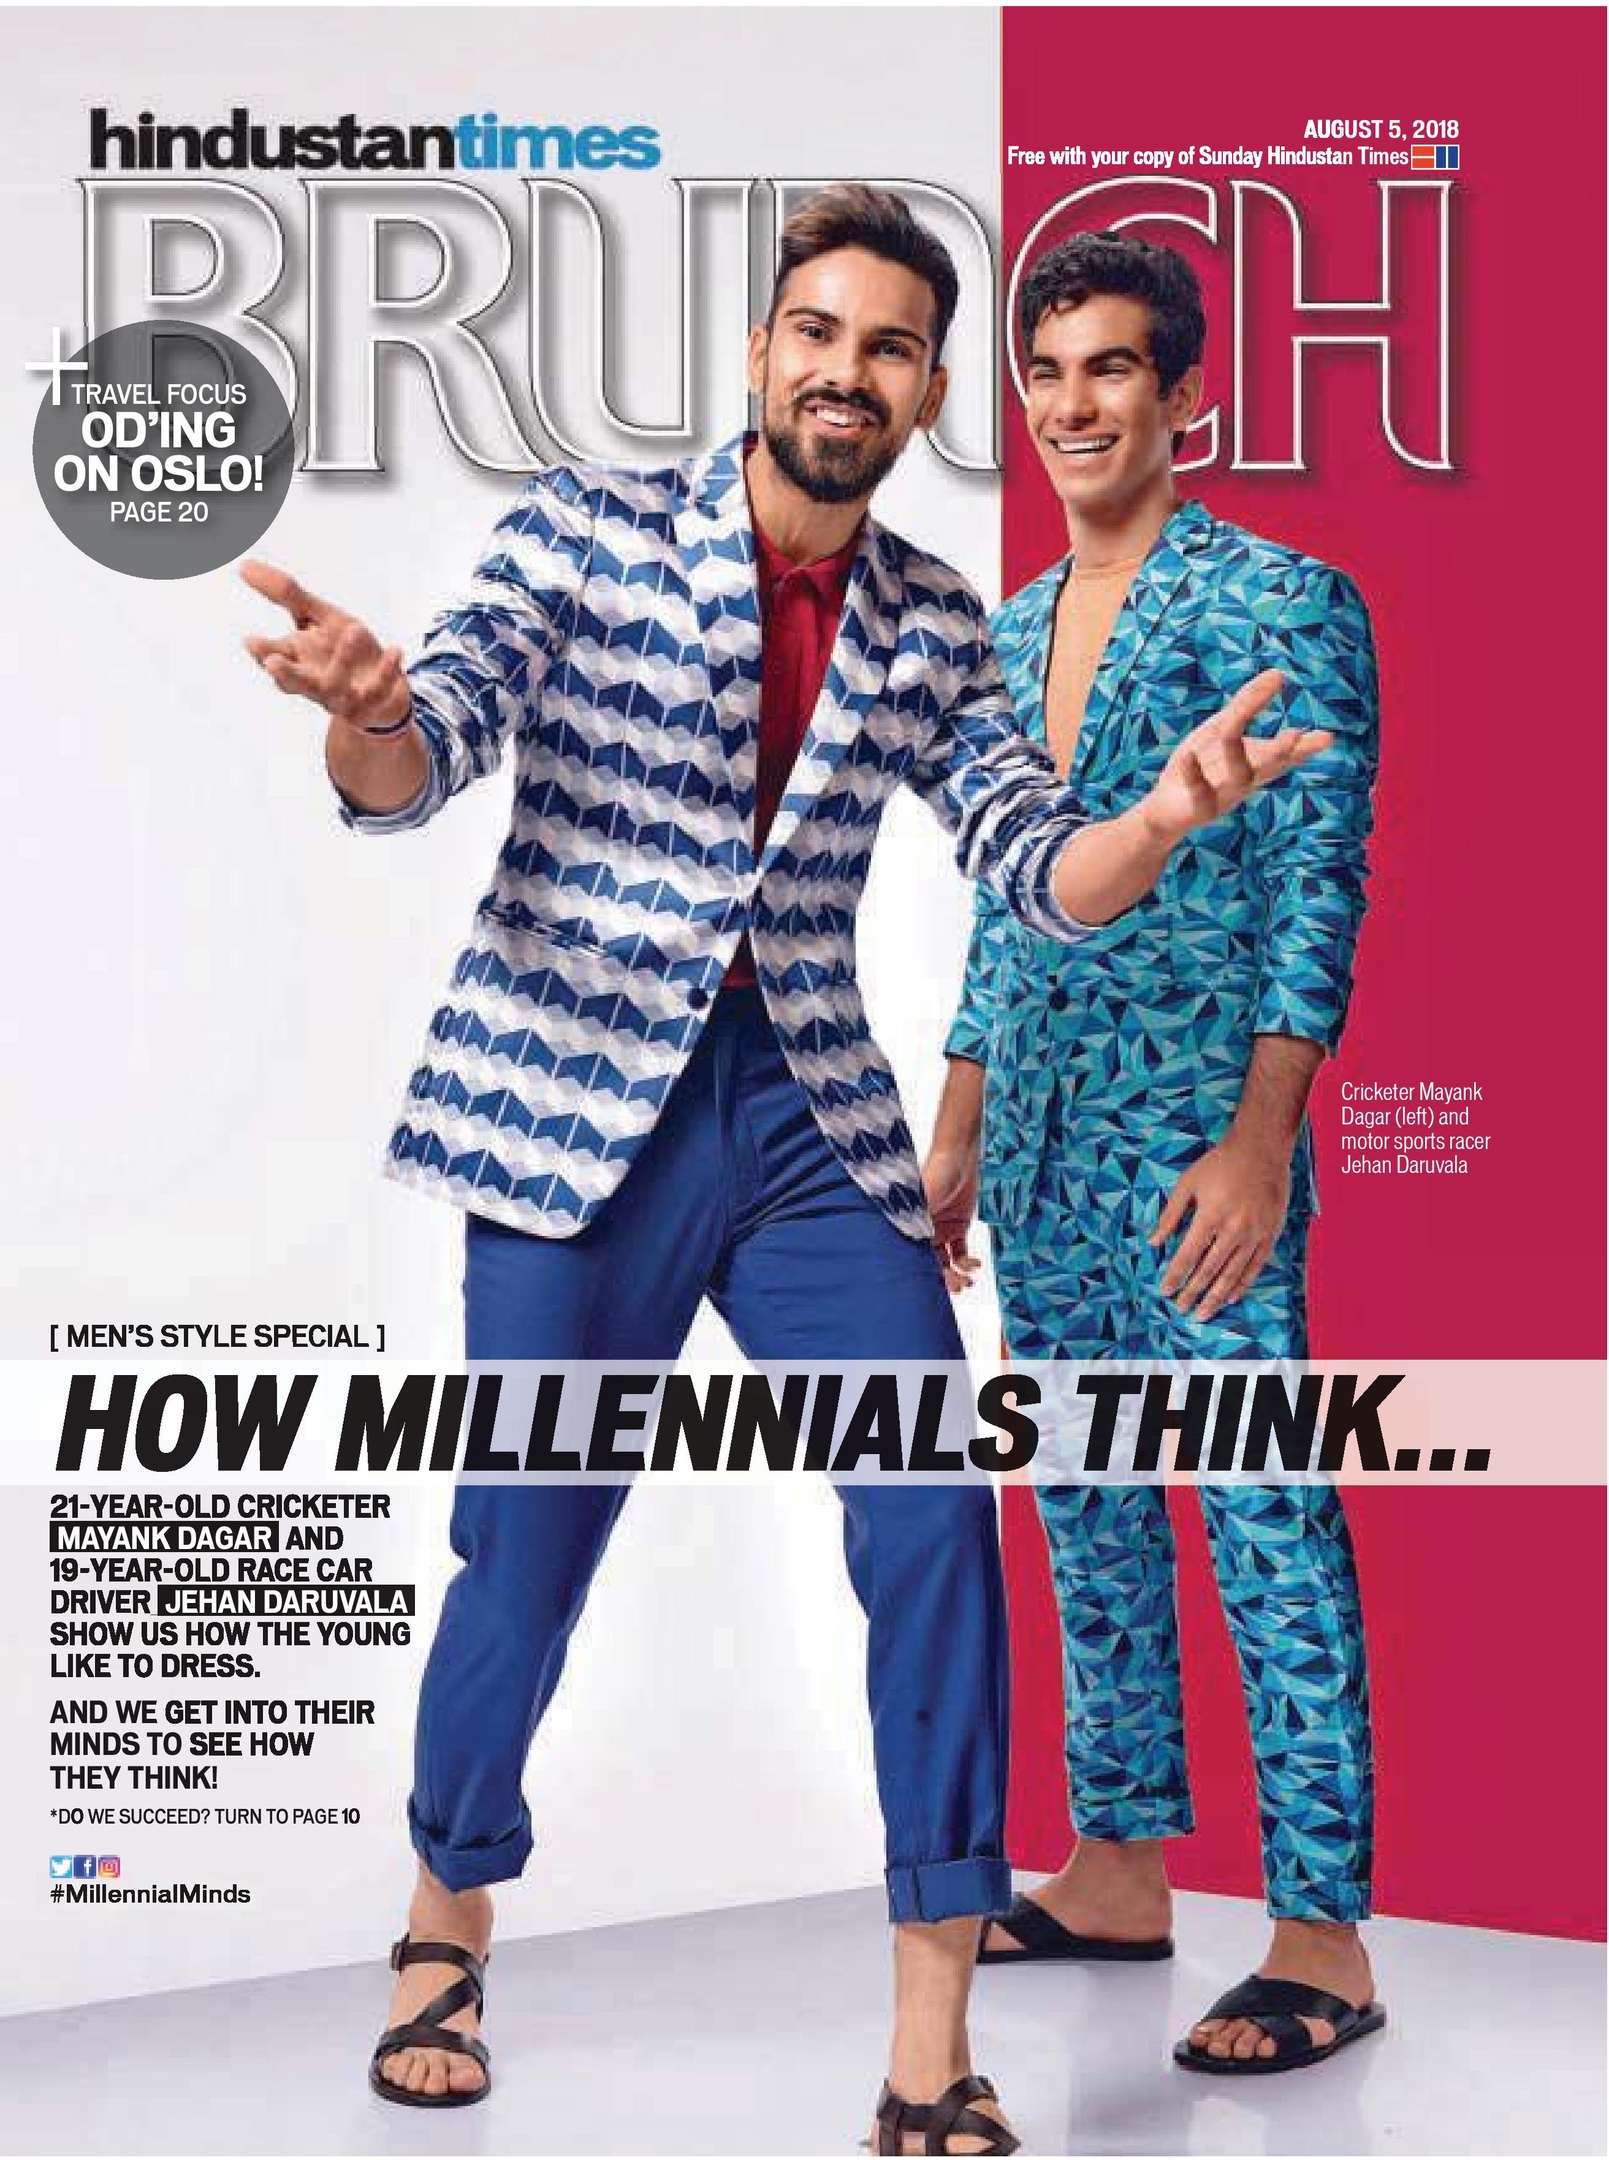 hindustantimes
AUGUST 5, 2018
Free with your copy of Sunday Hindustan Times
BRUNCH
TRAVEL FOCUS
OD'ING
ON OSLO!
PAGE 20
Cricketer Mayank
Dagar (left) and
motor sports racer
Jehan Daruvala
[ MEN'S STYLE SPECIAL ]
HOW MILLENNIALS THINK...
21-YEAR-OLD CRICKETER
MAYANK DAGAR AND
19-YEAR-OLD RACE CAR
DRIVER JEHAN DARUVALA
SHOW US HOW THE YOUNG
LIKE TO DRESS.
AND WE GET INTO THEIR
MINDS TO SEE HOW
THEY THINK!
*DO WE SUCCEED? TURN TO PAGE 10
#MillennialMinds